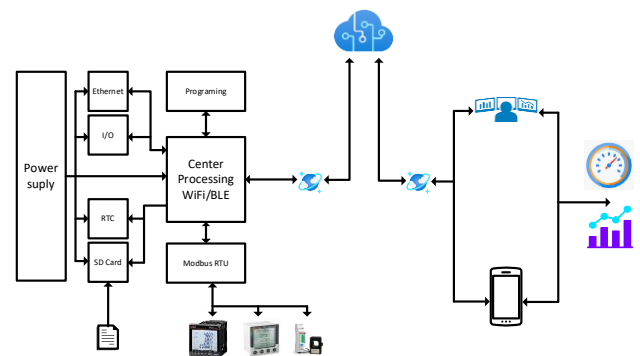 Ethernet
Programing
I/O
Power
suply
Center
Processing
WiFi/BLE
RTC
SD Card
Modbus RTU